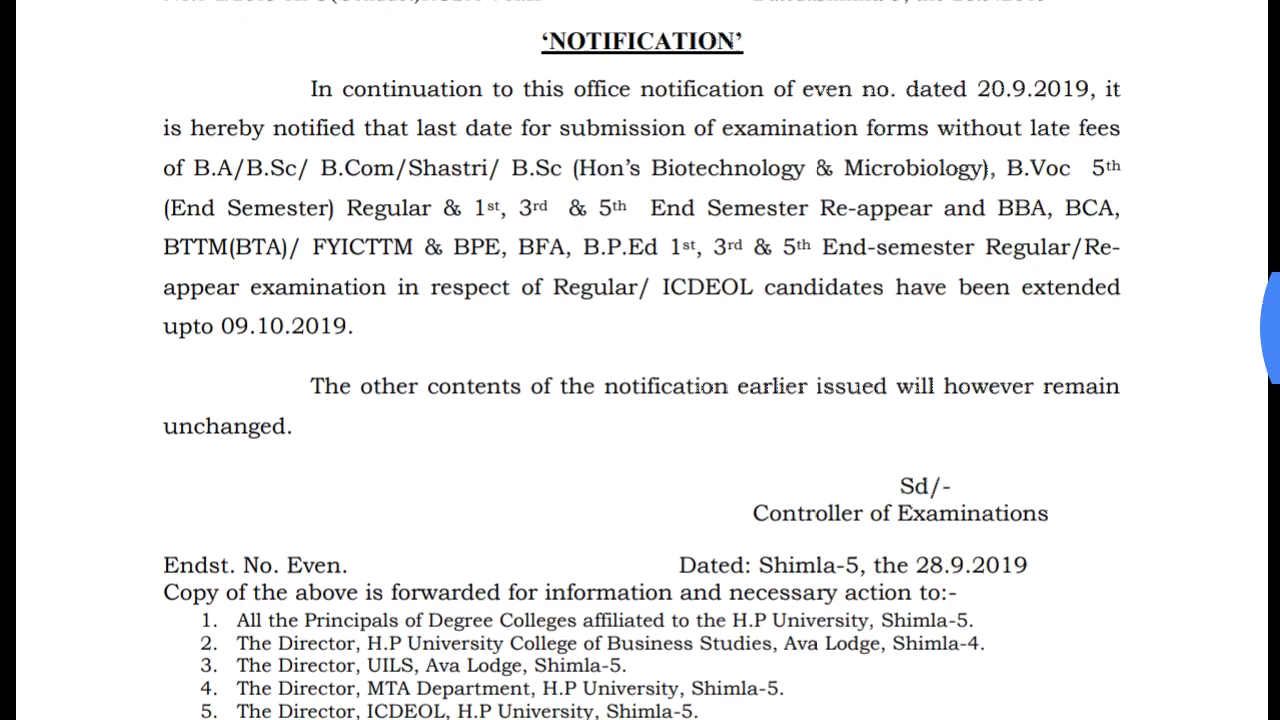 ‘NOTIFICATION’
In continuation to this office notification of even no. dated 20.9.2019, it
is hereby notified that last date for submission of examination forms without late fees
of B.A/B.Sc/ B.Com/Shastri/ B.Sc (Hon’s Biotechnology & Microbiology), B.Voc 5th
(End Semester) Regular & 1st, 3rd & 5th End Semester Re-appear and BBA, BCA,
BTTM(BTA)/ FYICTTM & BPE, BFA, B.P.Ed 1st, 3rd & 5th End-semester Regular/Re-
appear examination in respect of Regular/ ICDEOL candidates have been extended
upto 09.10.2019.
The other contents of the notification earlier issued will however remain
unchanged.
Sd/-
Controller of Examinations
Endst. No. Even. Dated: Shimla-5, the 28.9.2019
Copy of the above is forwarded for information and necessary action to:-
1. All the Principals of Degree Colleges affiliated to the H.P University, Shimla-5.
2. The Director, H.P University College of Business Studies, Ava Lodge, Shimla-4.
3. The Director, UILS, Ava Lodge, Shimla-5.
4. The Director, MTA Department, H.P University, Shimla-5.
5. The Director, ICDEOL, H.P University, Shimla-5.